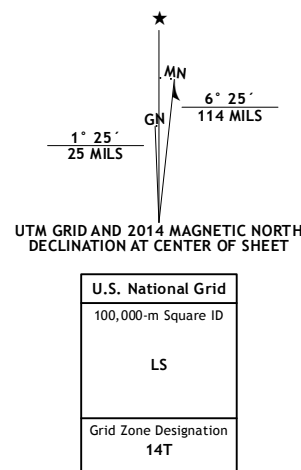 MN
GN
6° 25´
114 MILS
1° 25´
25 MILS
UTM GRID AND 2014 MAGNETIC NORTH
DECLINATION AT CENTER OF SHEET
U.S. National Grid
100,000-m Square ID
LS
Grid Zone Designation
14T